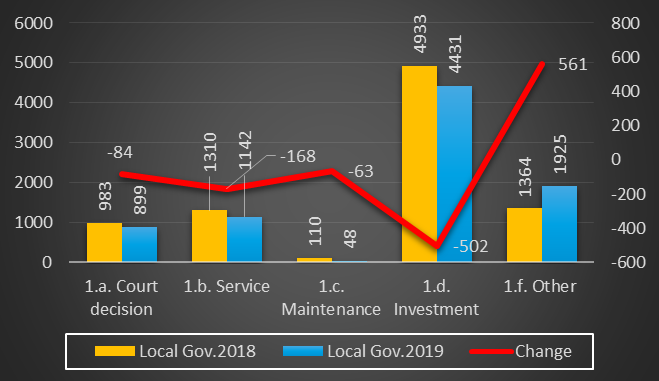 6000
5000
4000
3000
2000
1000
0
800
600
400
200
0
-200
-400
-600
983
899
-84
1310
1142
-168
110
48
-63
4933
4431
-502
1364
1925
561
1.a. Court
decision
1.b. Service
1.c.
Maintenance
1.d.
Investment
1.f. Other
Local Gov.2018
Local Gov.2019
Change